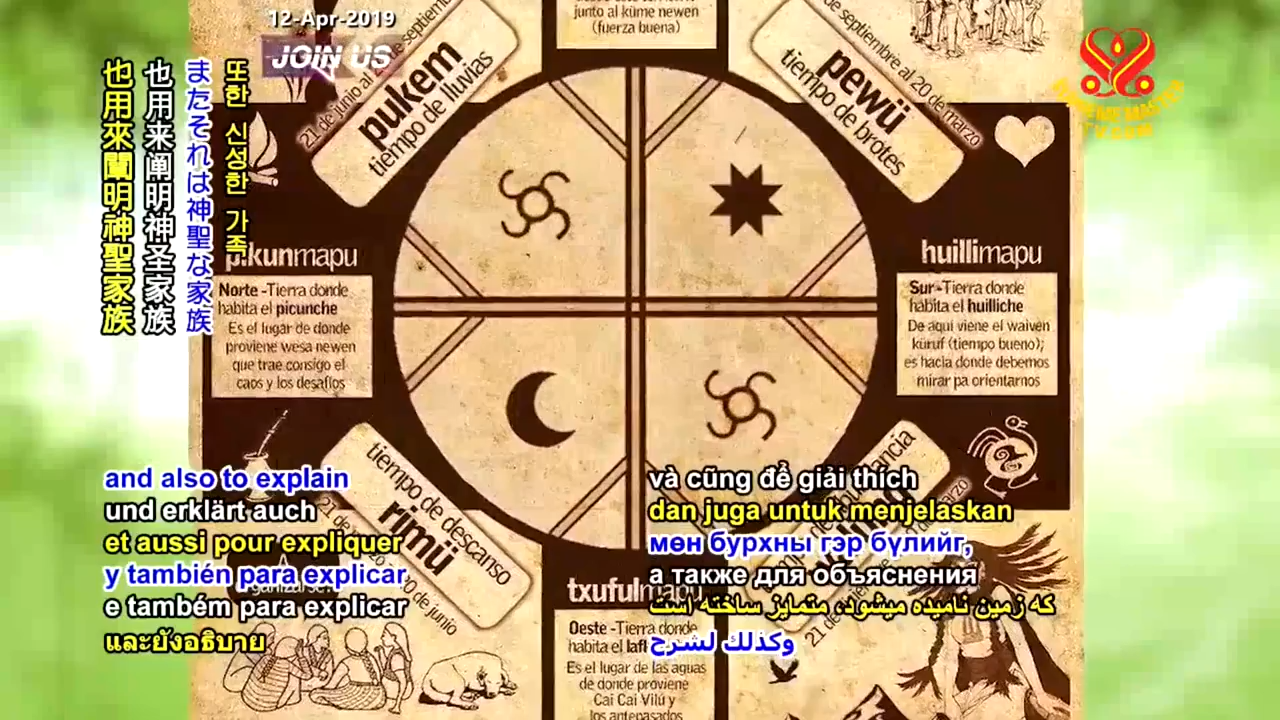 12-Apr-2019
JOIN US
desde este territorio
junto al küme newen
(fuerza buena)
pukem
tiempo de lluvias
de septiembre al 20 de marzo
pewü
tiempo de brotes
또한 신성한 가족
またそれは神聖な家族
也用来阐明神圣家族
也用來闡明神聖家族
pikunmapu
Norte -Tierra donde
habita el picunche
Es el lugar de donde
proviene wesa newen
que trae consigo el
caos y los desafíos
huillimapu
Sur -Tierra donde
habita el huilliche
De aquí viene el waiven
kürüf (tiempo bueno);
es hacia donde debemos
mirar pa orientarnos
tiempo de descanso
rimü
txufulmapu
Oeste -Tierra donde
habita el
Es el lugar de las aguas
de donde proviene
Cai Cai Vilú y
los antepasados
and also to explain
und erklärt auch
et aussi pour expliquer
y también para explicar
e também para explicar
และยังอธิบาย
và cũng để giải thích
dan juga untuk menjelaskan
мөн бурхны гэр бүлийг,
а также для объяснения
که زمین نامیده میشود، متمایز ساخته است
وكذلك لشرح